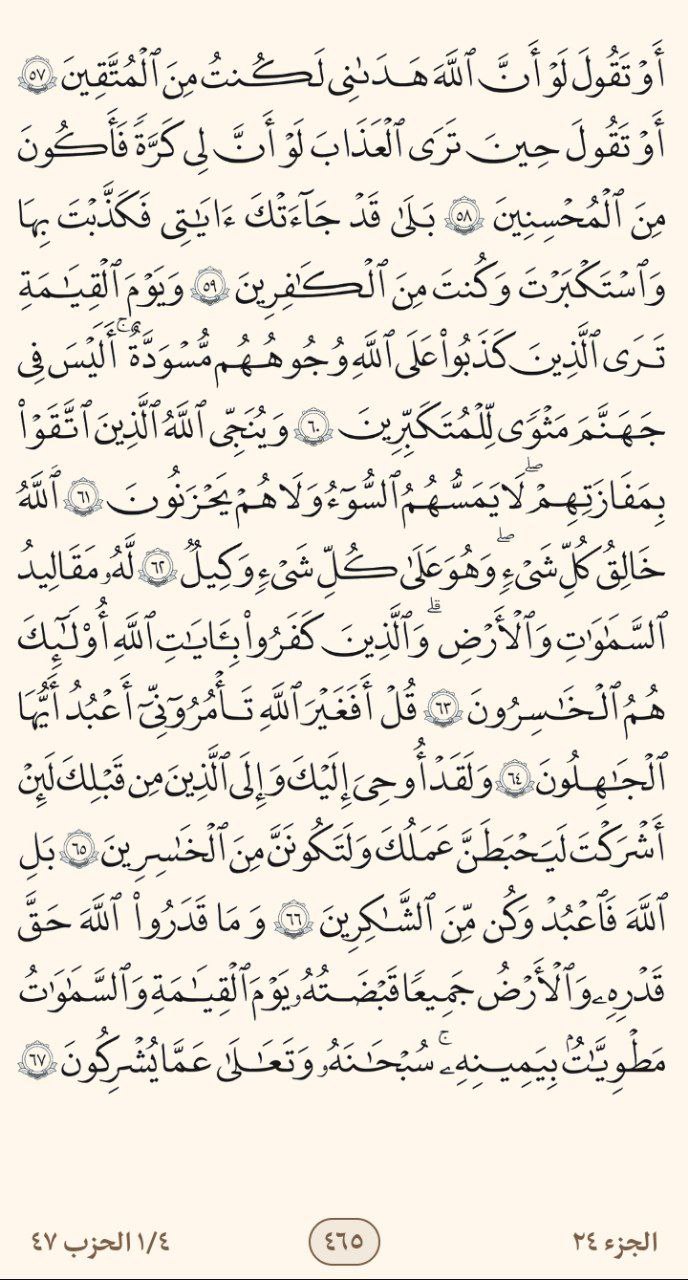 أَوْ تَقُولَ لَوْ أَنَّ ٱللَّهَ هَدَىٰنِى لَكُنتُ مِنَ ٱلْمُتَّقِينَ ٥٧
أَوْ تَقُولَ حِينَ تَرَى ٱلْعَذَابَ لَوْ أَنَّ لِى كَرَّةً فَأَكُونَ
مِنَ ٱلْمُحْسِنِينَ ٥٨ بَلَىٰ قَدْ جَآءَتْكَ ءَايَٰتِى فَكَذَّبْتَ بِهَا
وَٱسْتَكْبَرْتَ وَكُنتَ مِنَ ٱلْكَٰفِرِينَ ٥٩ وَيَوْمَ ٱلْقِيَٰمَةِ
تَرَى ٱلَّذِينَ كَذَبُوا۟ عَلَى ٱللَّهِ وُجُوهُهُم مُّسْوَدَّةٌ ۚ أَلَيْسَ فِى
جَهَنَّمَ مَثْوًى لِّلْمُتَكَبِّرِينَ ٦٠ وَيُنَجِّى ٱللَّهُ ٱلَّذِينَ ٱتَّقَوْا۟
بِمَفَازَتِهِمْ ۖ لَا يَمَسُّهُمُ ٱلسُّوٓءُ وَلَا هُمْ يَحْزَنُونَ ٦١ ٱللَّهُ
خَٰلِقُ كُلِّ شَىْءٍ ۖ وَهُوَ عَلَىٰ كُلِّ شَىْءٍ وَكِيلٌ ٦٢ لَّهُۥ مَقَالِيدُ
ٱلسَّمَٰوَٰتِ وَٱلْأَرْضِ ۗ وَٱلَّذِينَ كَفَرُوا۟ بِـَٔايَٰتِ ٱللَّهِ أُو۟لَٰٓئِكَ
هُمُ ٱلْخَٰسِرُونَ ٦٣ قُلْ أَفَغَيْرَ ٱللَّهِ تَأْمُرُوٓنِّىٓ أَعْبُدُ أَيُّهَا
ٱلْجَٰهِلُونَ ٦٤ وَلَقَدْ أُوحِىَ إِلَيْكَ وَإِلَى ٱلَّذِينَ مِن قَبْلِكَ لَئِنْ
أَشْرَكْتَ لَيَحْبَطَنَّ عَمَلُكَ وَلَتَكُونَنَّ مِنَ ٱلْخَٰسِرِينَ ٦٥ بَلِ
ٱللَّهَ فَٱعْبُدْ وَكُن مِّنَ ٱلشَّٰكِرِينَ ٦٦ وَمَا قَدَرُوا۟ ٱللَّهَ حَقَّ
قَدْرِهِۦ وَٱلْأَرْضُ جَمِيعًا قَبْضَتُهُۥ يَوْمَ ٱلْقِيَٰمَةِ وَٱلسَّمَٰوَٰتُ
مَطْوِيَّٰتٌۢ بِيَمِينِهِۦ ۚ سُبْحَٰنَهُۥ وَتَعَٰلَىٰ عَمَّا يُشْرِكُونَ ٦٧
الجزء ٢٤ ٤٦٥ ١/٤ الحزب ٤٧